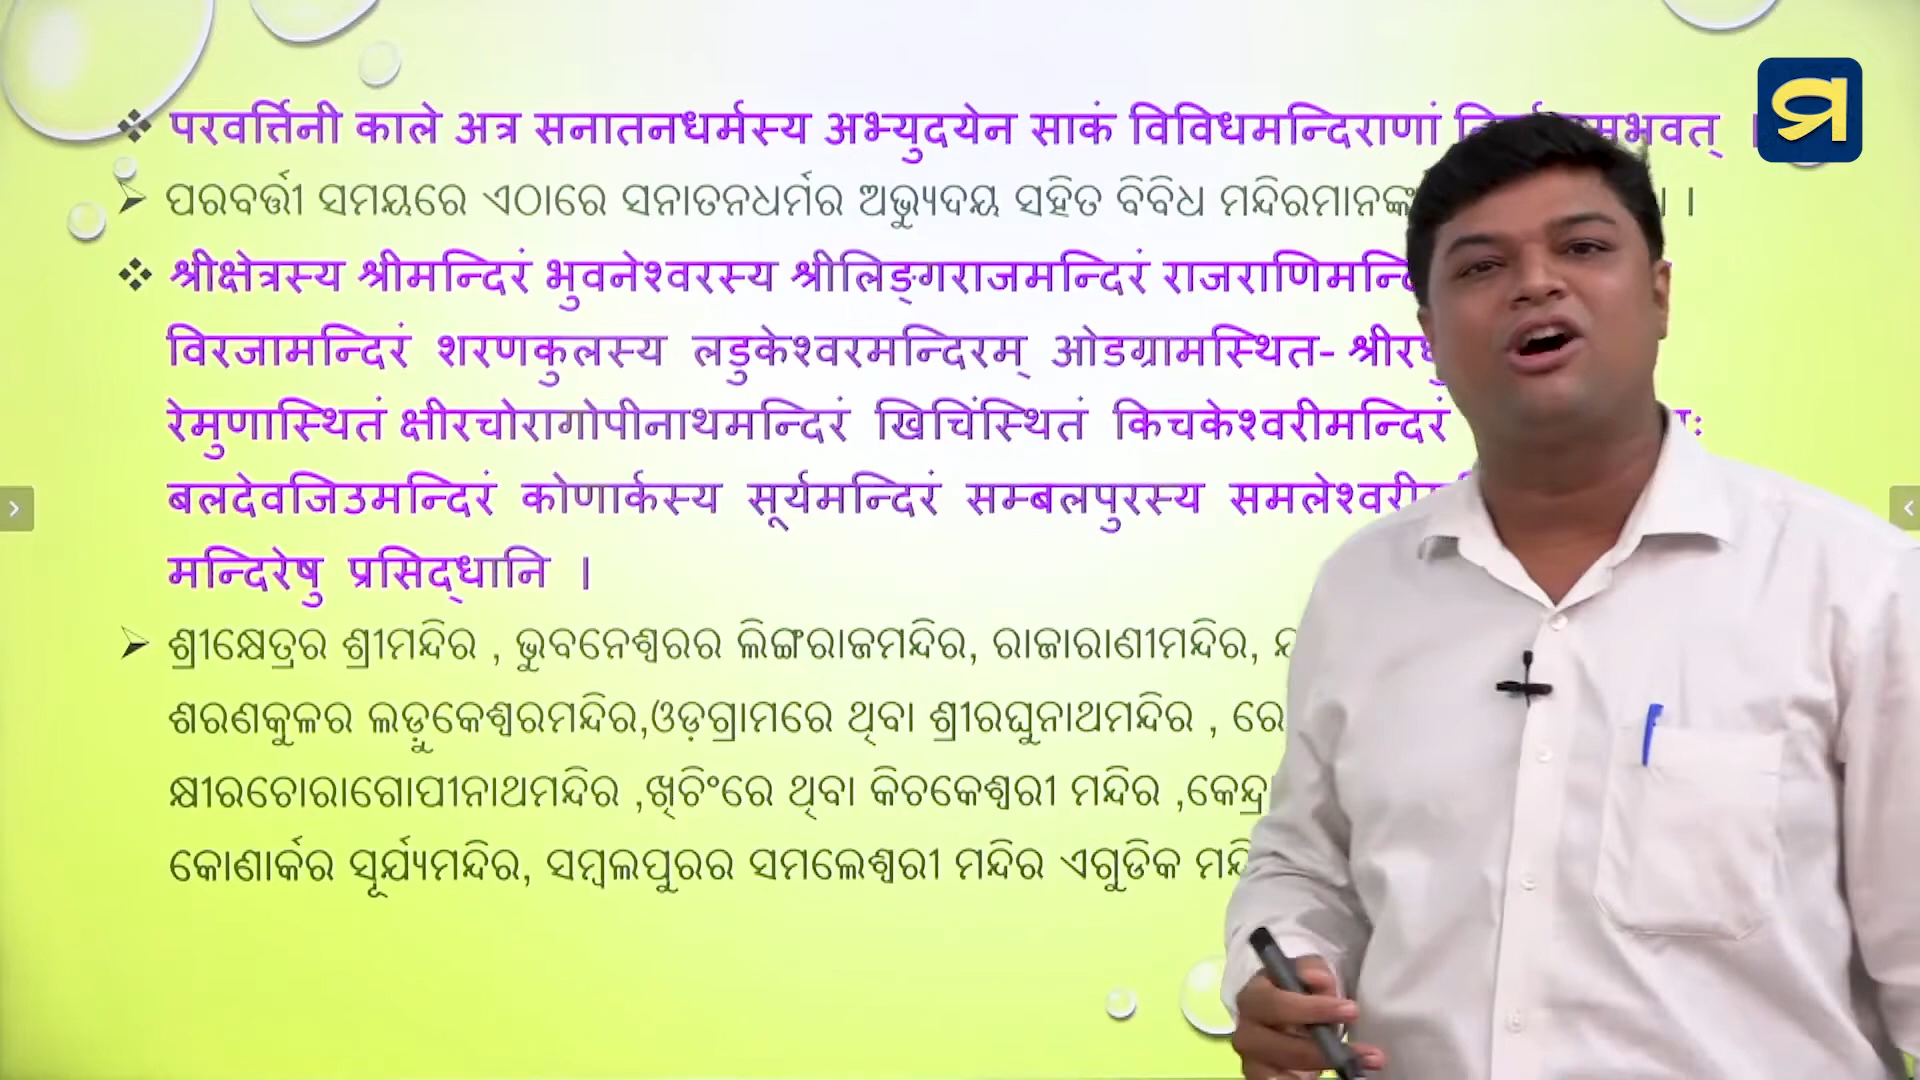 ❖ परवर्त्तिनी काले अत्र सनातनधर्मस्य अभ्युदयेन साकं विविधमन्दिराणां
➢ ପରବର୍ତ୍ତୀ ସମୟରେ ଏଠାରେ ସନାତନଧର୍ମର ଅଭ୍ୟୁଦୟ ସହିତ ବିବିଧ ମନ୍ଦିରମାନଙ୍କ
❖ श्रीक्षेत्रस्य श्रीमन्दिरं भुवनेश्वरस्य श्रीलिङ्गराजमन्दिरं
विरजामन्दिरं शरणकुलस्य लडुकेश्वरमन्दिरम् ओडग्रामस्थित-
रेमुणास्थितं क्षीरचोरागोपीनाथमन्दिरं खिचिंस्थितं किचकेश्वरीमन्दिरं
बलदेवजिउमन्दिरं कोणार्कस्य सूर्यमन्दिरं सम्बलपुरस्य
मन्दिरेषु प्रसिद्धानि ।
➢ ଶ୍ରୀକ୍ଷେତ୍ରର ଶ୍ରୀମନ୍ଦିର , ଭୁବନେଶ୍ୱରର ଲିଙ୍ଗରାଜମନ୍ଦିର, ରାଜାରାଣୀମନ୍ଦିର,
ଶରଣକୁଳର ଲଡ଼ୁକେଶ୍ୱରମନ୍ଦିର,ଓଡ଼ଗ୍ରାମରେ ଥିବା ଶ୍ରୀରଘୁନାଥମନ୍ଦିର ,
କ୍ଷୀରଚୋରାଗୋପୀନାଥମନ୍ଦିର ,ଖିଚିଂରେ ଥିବା କିଚକେଶ୍ୱରୀ ମନ୍ଦିର ,
କୋଣାର୍କର ସୂର୍ଯ୍ୟମନ୍ଦିର, ସମ୍ବଲପୁରର ସମଲେଶ୍ୱରୀ ମନ୍ଦିର ଏଗୁଡିକ